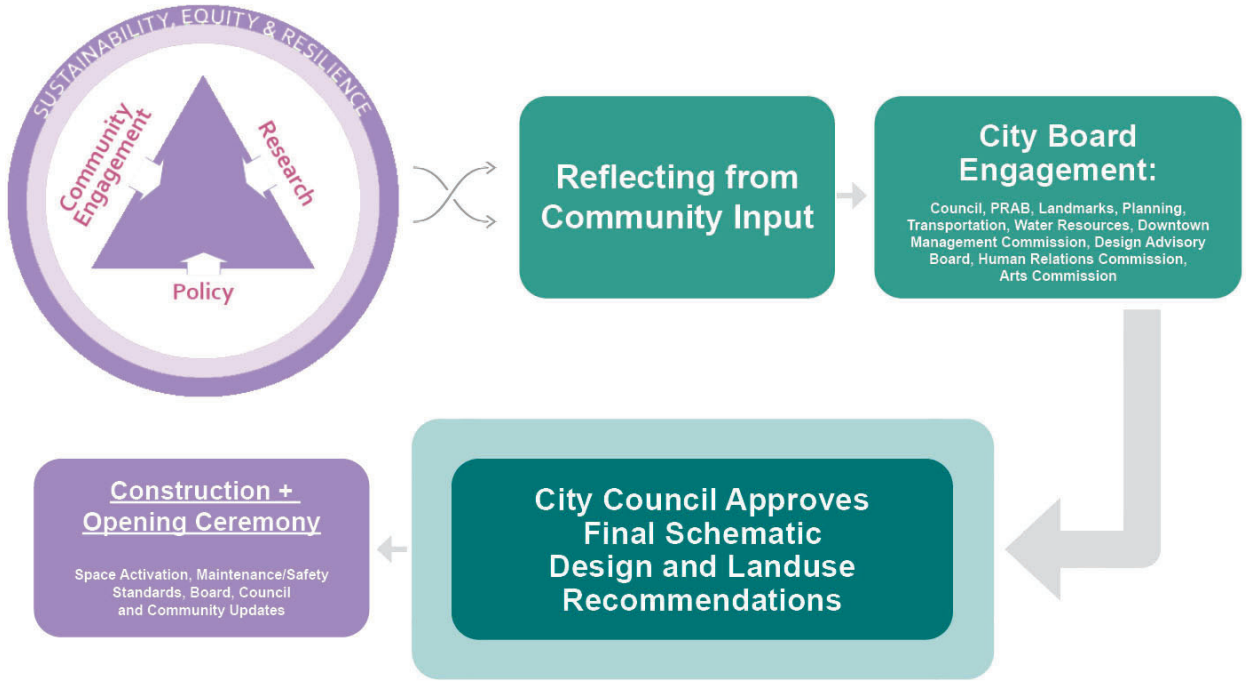 SUSTAINABILITY, EQUITY & RESILIENCE
Community
Engagement
Research
Policy
Reflecting from
Community Input
City Board
Engagement:
Council, PRAB, Landmarks, Planning,
Transportation, Water Resources, Downtown
Management Commission, Design Advisory
Board, Human Relations Commission,
Arts Commission
City Council Approves
Final Schematic
Design and Landuse
Recommendations
Construction +
Opening Ceremony
Space Activation, Maintenance/Safety
Standards, Board, Council
and Community Updates